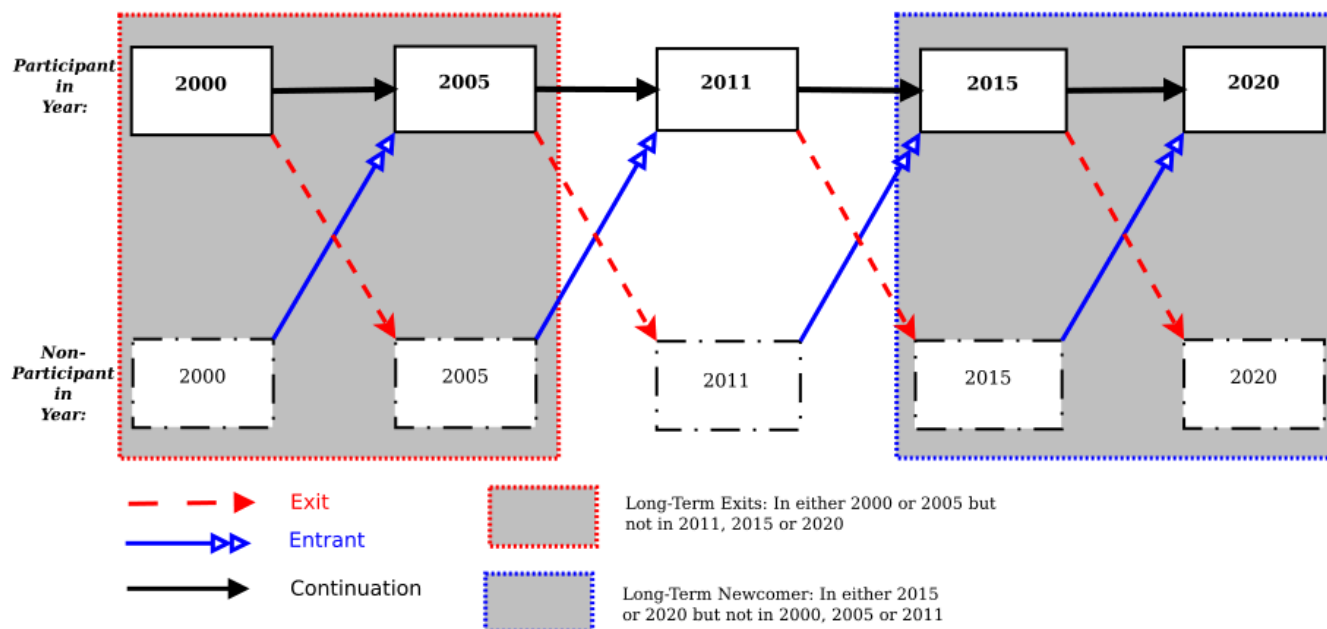 Participant
in
Year:
2000
2005
2011
2015
2020
Non-
Participant
in
Year:
2000
2005
2011
2015
2020
Exit
Entrant
Continuation
Long-Term Exits: In either 2000 or 2005 but
not in 2011, 2015 or 2020
Long-Term Newcomer: In either 2015
or 2020 but not in 2000, 2005 or 2011